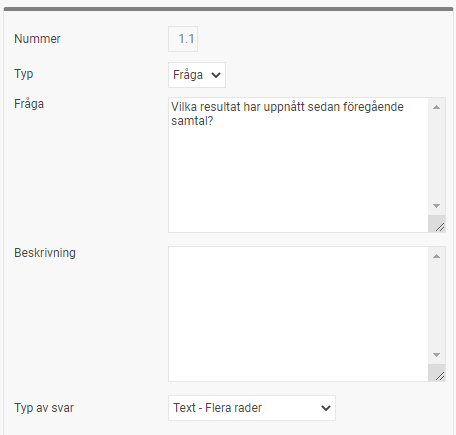 Nummer 1.1
Typ Fråga
Fråga Vilka resultat har uppnått sedan föregående
samtal?
Beskrivning
Typ av svar Text - Flera rader